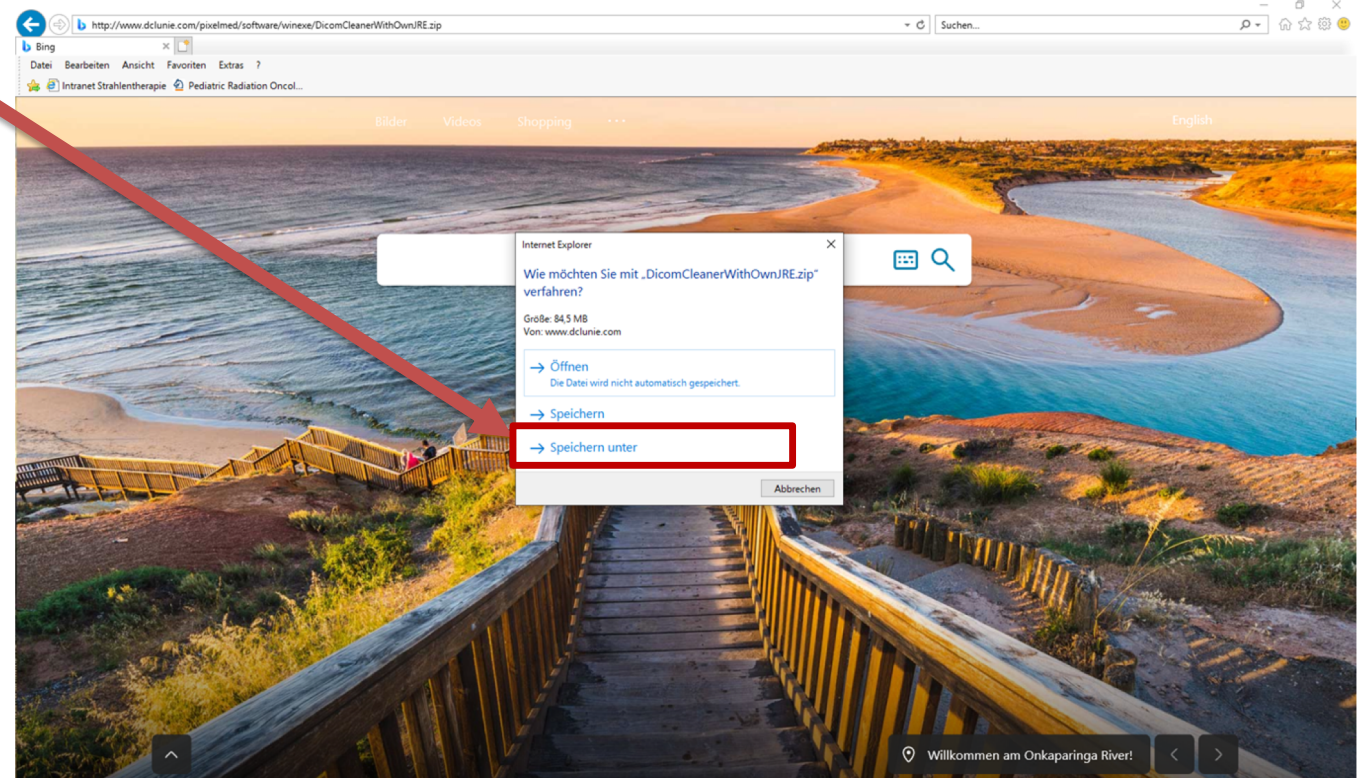 http://www.dclunie.com/pixelmed/software/winexe/DicomCleanerWithOwnJRE.zip
Suchen...
Bing
Datei Bearbeiten Ansicht Favoriten Extras ?
Intranet Strahlentherapie Pediatric Radiation Oncol...
Bilder Videos Shopping ... English
Internet Explorer
Wie möchten Sie mit „DicomCleanerWithOwnJRE.zip“
verfahren?
Größe: 84,5 MB
Von: www.dclunie.com
Öffnen
Die Datei wird nicht automatisch gespeichert.
Speichern
Speichern unter
Abbrechen
Willkommen am Onkaparinga River!